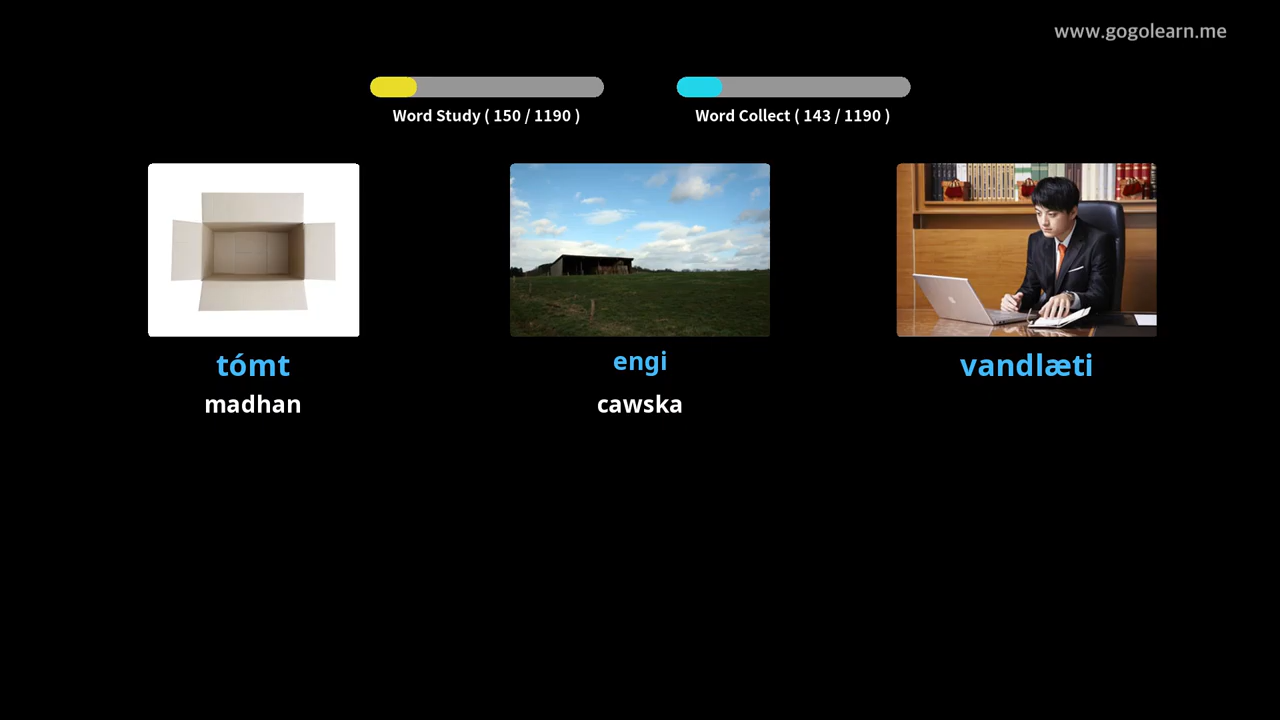 www.gogolearn.me
Word Study ( 150 / 1190 )
Word Collect ( 143 / 1190 )
tómt
madhan
engi
cawska
vandlæti